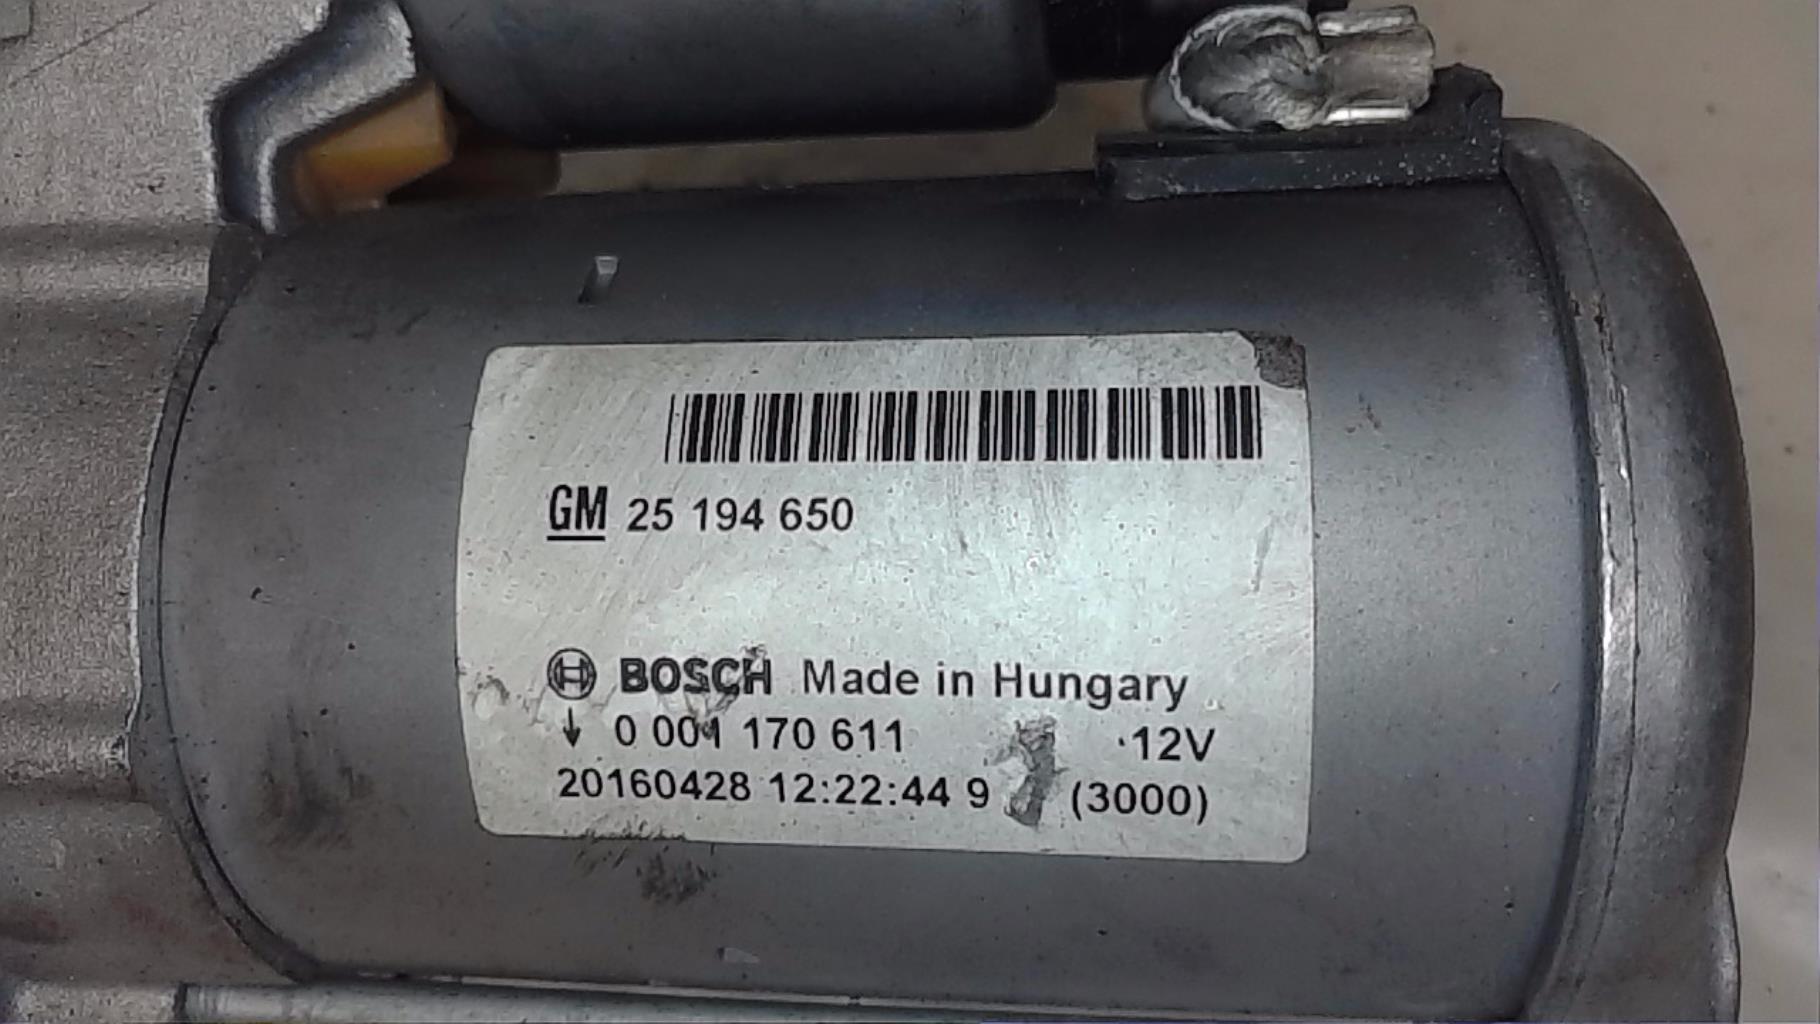 GM 25 194 650
BOSCH Made in Hungary
0 001 170 611 12V
20160428 12:22:44 9 (3000)